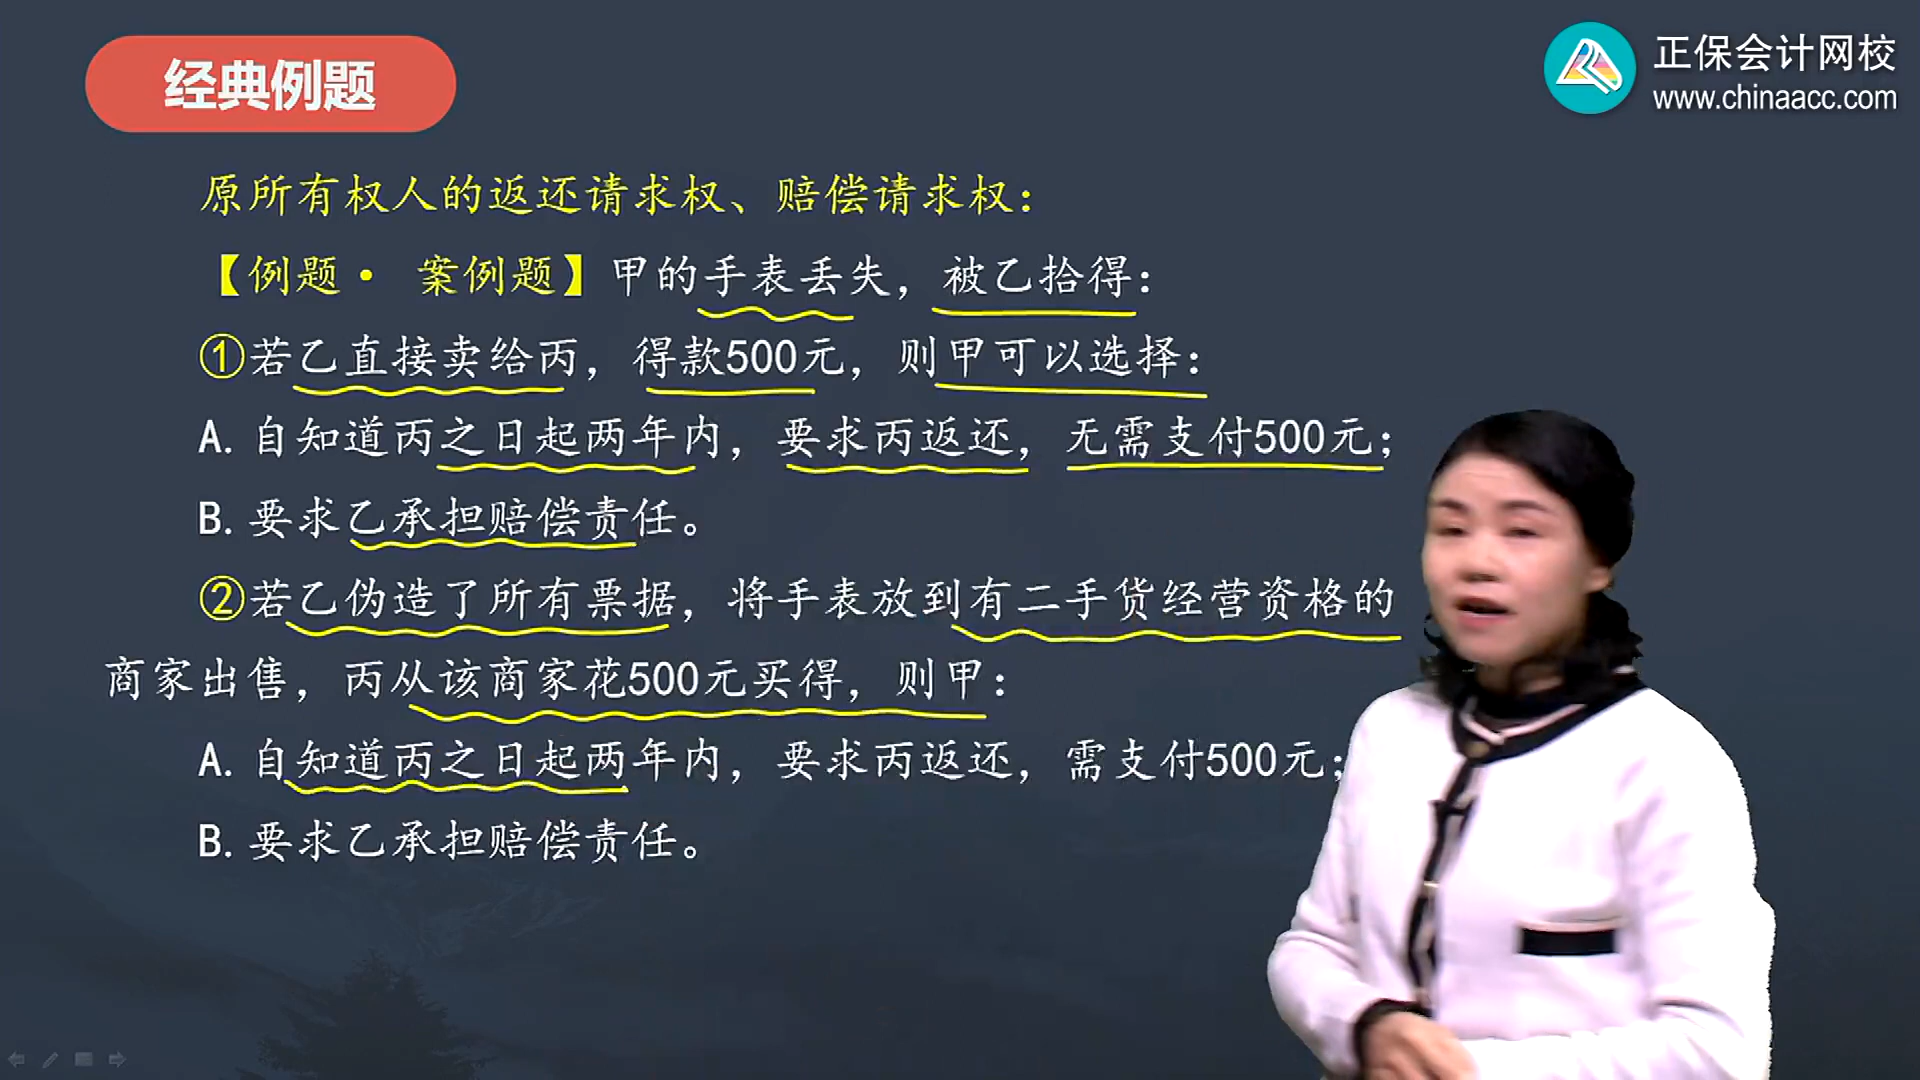 经典例题
正保会计网校
www.chinaacc.com
原所有权人的返还请求权、赔偿请求权：
【例题· 案例题】甲的手表丢失，被乙拾得：
①若乙直接卖给丙，得款500元，则甲可以选择：
A. 自知道丙之日起两年内，要求丙返还，无需支付500元；
B. 要求乙承担赔偿责任。
②若乙伪造了所有票据，将手表放到有二手货经营资格的
商家出售，丙从该商家花500元买得，则甲：
A. 自知道丙之日起两年内，要求丙返还，需支付500元；
B. 要求乙承担赔偿责任。